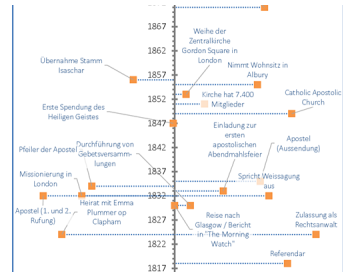 1867
Weihe der
Zentralkirche
Gordon Square in
London
1862
Übernahme Stamm
Isaschar
Nimmt Wohnsitz in
Albury
1857
Kirche hat 7.400
Mitglieder
Catholic Apostolic
Church
1852
Erste Spendung des
Heiligen Geistes
1847
Einladung zur
ersten
apostolischen
Abendmahlsfeier
Apostel
(Aussendung)
Pfeiler der Apostel
Durchführung von
Gebetsversamm-
lungen
1842
Missionierung in
London
1837
Spricht Weissagung
aus
1832
Apostel (1. und 2.
Rufung)
Heirat mit Emma
Plummer op
Clapham
Reise nach
Glasgow / Bericht
in "The Morning
Watch"
Zulassung als
Rechtsanwalt
1827
1822
Referendar
1817